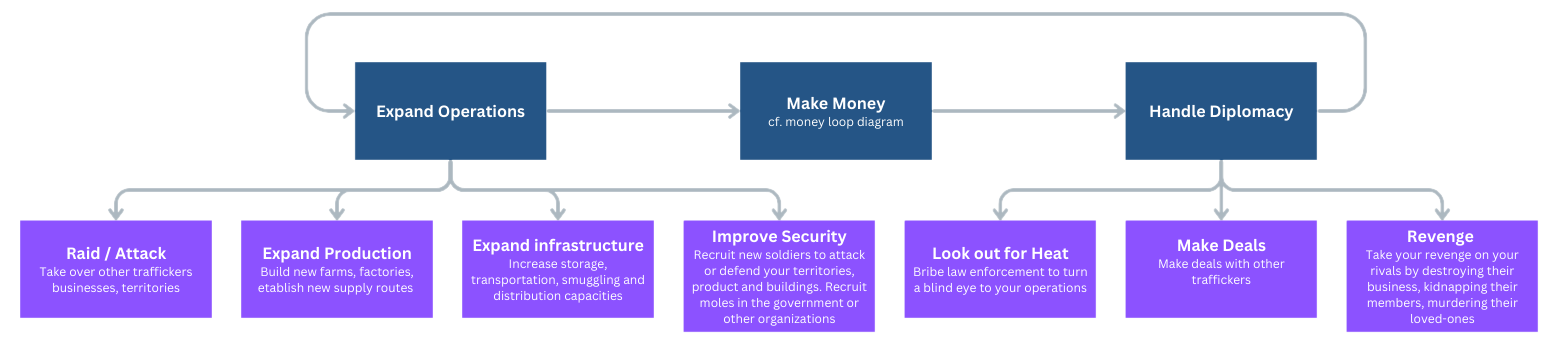 Expand Operations
Make Money
cf. money loop diagram
Handle Diplomacy
Raid / Attack
Take over other traffickers
businesses, territories
Expand Production
Build new farms, factories,
etablish new supply routes
Expand infrastructure
Increase storage,
transportation, smuggling and
distribution capacities
Improve Security
Recruit new soldiers to attack
or defend your territories,
product and buildings. Recruit
moles in the government or
other organizations
Look out for Heat
Bribe law enforcement to turn
a blind eye to your operations
Make Deals
Make deals with other
traffickers
Revenge
Take your revenge on your
rivals by destroying their
business, kidnapping their
members, murdering their
loved-ones